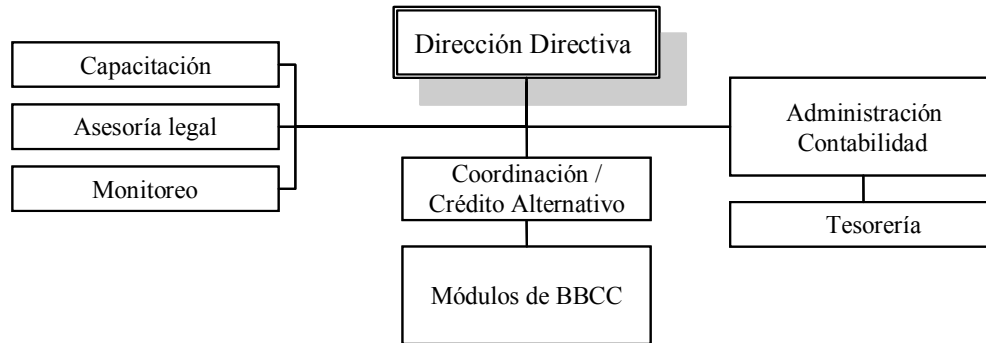 Dirección Directiva
Capacitación
Asesoría legal
Monitoreo
Administración
Contabilidad
Coordinación /
Crédito Alternativo
Tesorería
Módulos de BBCC